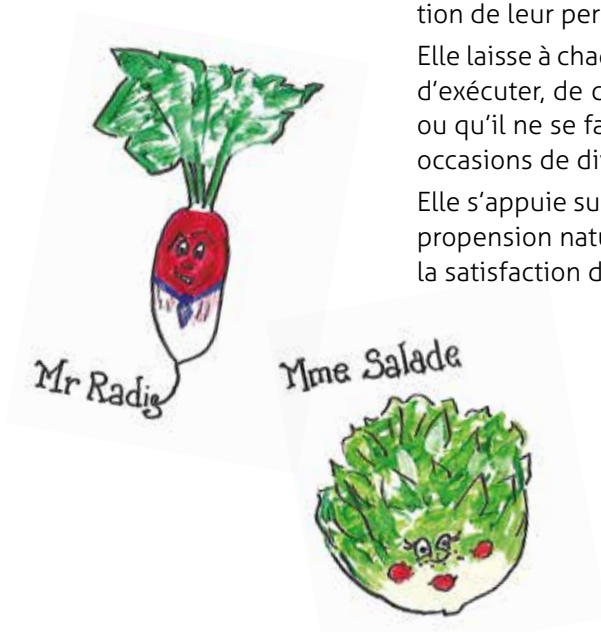 tion de leur per
Elle laisse à cha
d'exécuter, de
ou qu'il ne se fa
occasions de di
Elle s’appuie su
propension natu
la satisfaction d
Mr Radis
Mme Salade